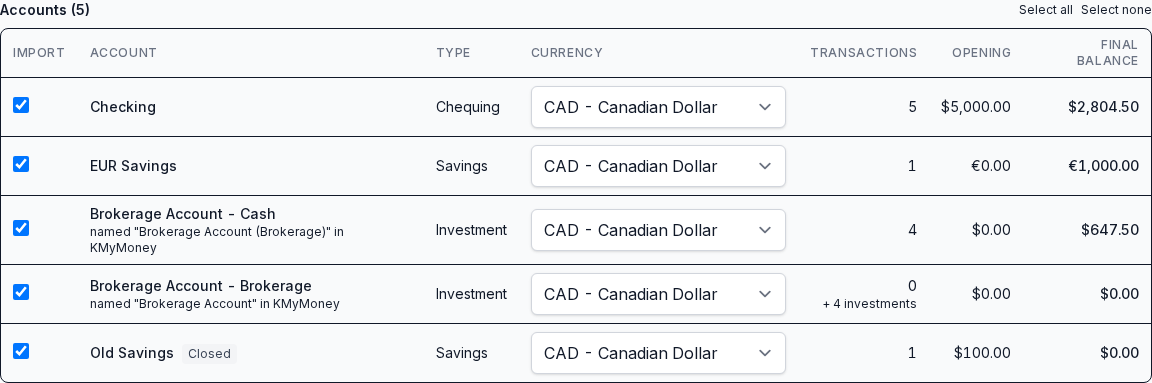 Accounts (5) Select all Select none
IMPORT ACCOUNT TYPE CURRENCY TRANSACTIONS OPENING FINAL BALANCE
Checking Chequing CAD - Canadian Dollar 5 $5,000.00 $2,804.50
EUR Savings Savings CAD - Canadian Dollar 1 €0.00 €1,000.00
Brokerage Account - Cash
named "Brokerage Account (Brokerage)" in
KMyMoney
Investment CAD - Canadian Dollar 4 $0.00 $647.50
Brokerage Account - Brokerage
named "Brokerage Account" in KMyMoney
Investment CAD - Canadian Dollar 0
+ 4 investments
$0.00 $0.00
Old Savings Closed Savings CAD - Canadian Dollar 1 $100.00 $0.00